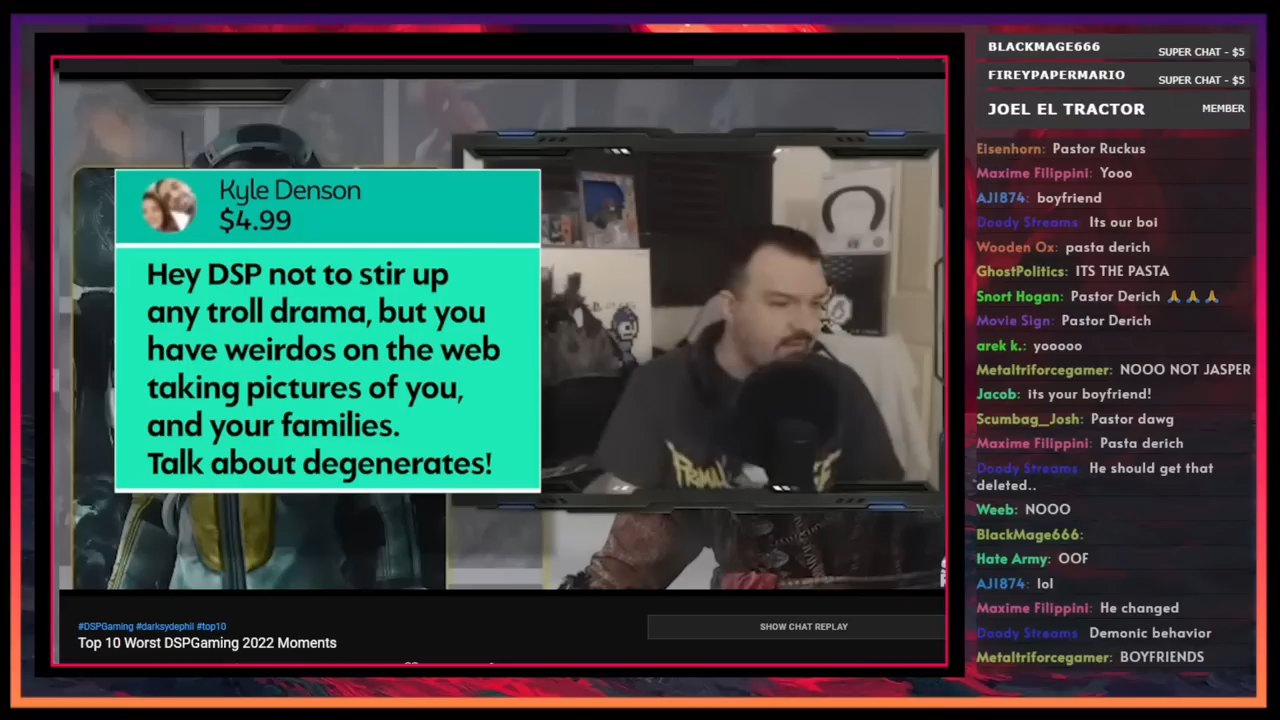 Kyle Denson
$4.99
Hey DSP not to stir up
any troll drama, but you
have weirdos on the web
taking pictures of you,
and your families.
Talk about degenerates!
#DSPGaming #darksydephil #top10
Top 10 Worst DSPGaming 2022 Moments
SHOW CHAT REPLAY
BLACKMAGE666 SUPER CHAT - $5
FIREYPAPERMARIO SUPER CHAT - $5
JOEL EL TRACTOR MEMBER
Eisenhorn: Pastor Ruckus
Maxime Filippini: Yooo
AJ1874: boyfriend
Doody Streams: Its our boi
Wooden Ox: pasta derich
GhostPolitics: ITS THE PASTA
Snort Hogan: Pastor Derich 🙏 🙏 🙏
Movie Sign: Pastor Derich
arek k.: yooooo
Metaltriforcegamer: NOOO NOT JASPER
Jacob: its your boyfriend!
Scumbag_Josh: Pastor dawg
Maxime Filippini: Pasta derich
Doody Streams: He should get that
deleted..
Weeb: NOOO
BlackMage666:
Hate Army: OOF
AJ1874: lol
Maxime Filippini: He changed
Doody Streams: Demonic behavior
Metaltriforcegamer: BOYFRIENDS